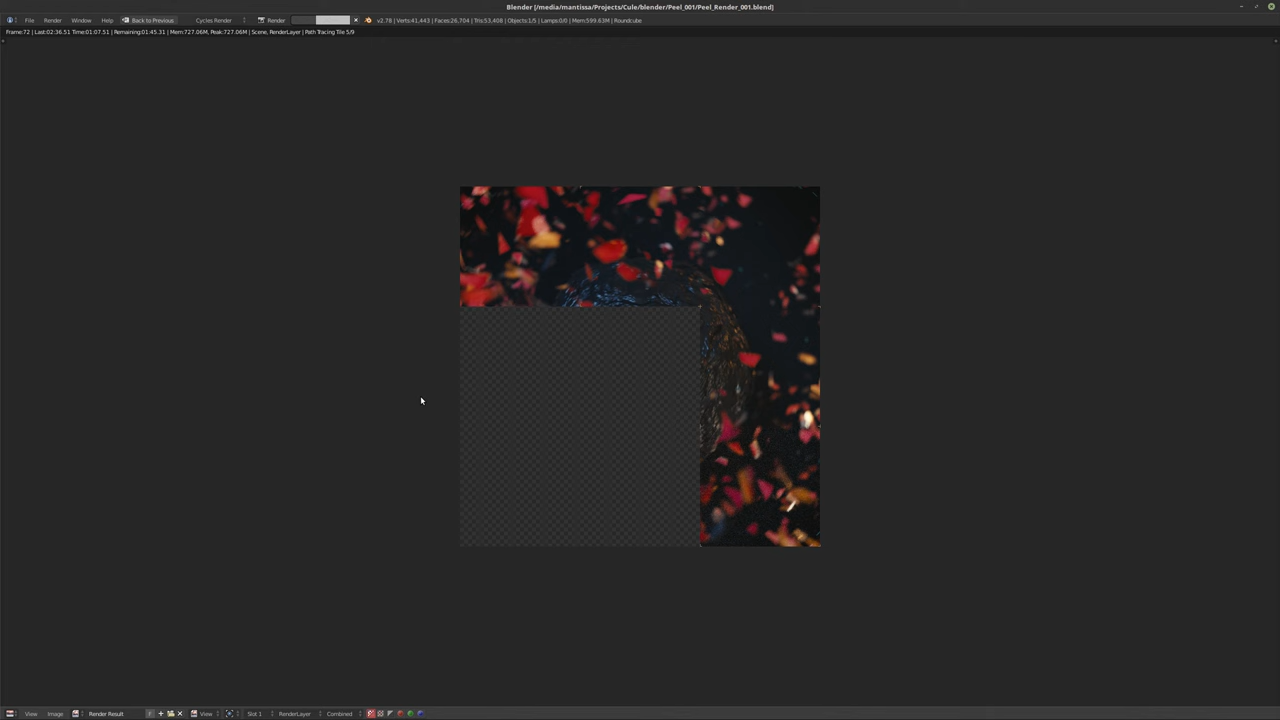 Blender [/media/mantissa/Projects/Cule/blender/Peel_001/Peel_Render_001.blend]
File Render Window Help Back to Previous Cycles Render Render v2.78 | Verts:41,443 | Faces:26,704 | Tris:53,408 | Objects:1/5 | Lamps:0/0 | Mem:599.63M | Roundcube
Frame:72 | Last:02:36.51 Time:01:07.51 | Remaining:01:45.31 | Mem:727.06M, Peak:727.06M | Scene, RenderLayer | Path Tracing Tile 5/9
View Image Render Result F View Slot 1 RenderLayer Combined